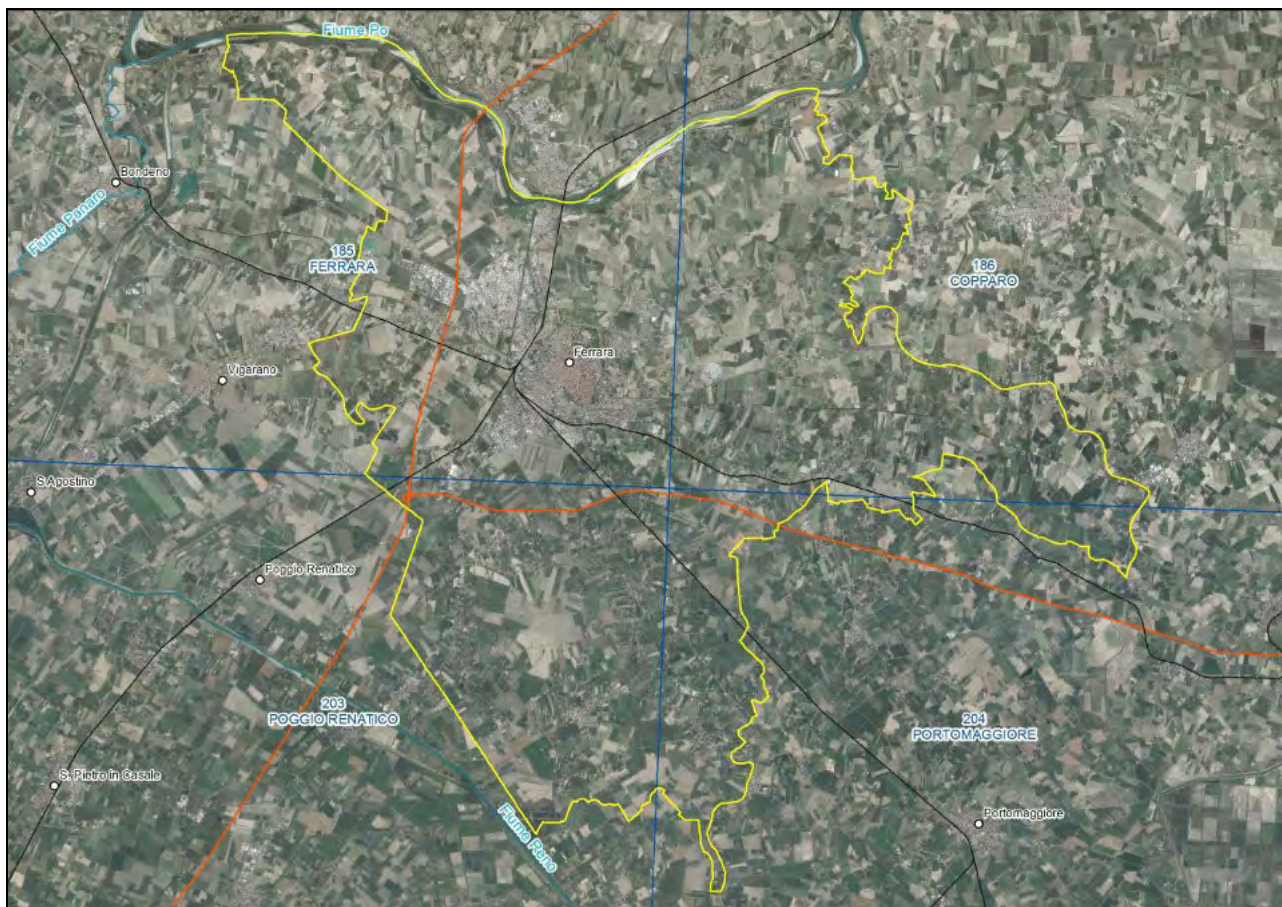 Fiume Po
Bondeno
Fiume Panaro
185
FERRARA
186
COPPARO
Ferrara
Vigarano
S.Agostino
Poggio Renatico
203
POGGIO RENATICO
204
PORTOMAGGIORE
S. Pietro in Casale
Fiume Reno
Portomaggiore